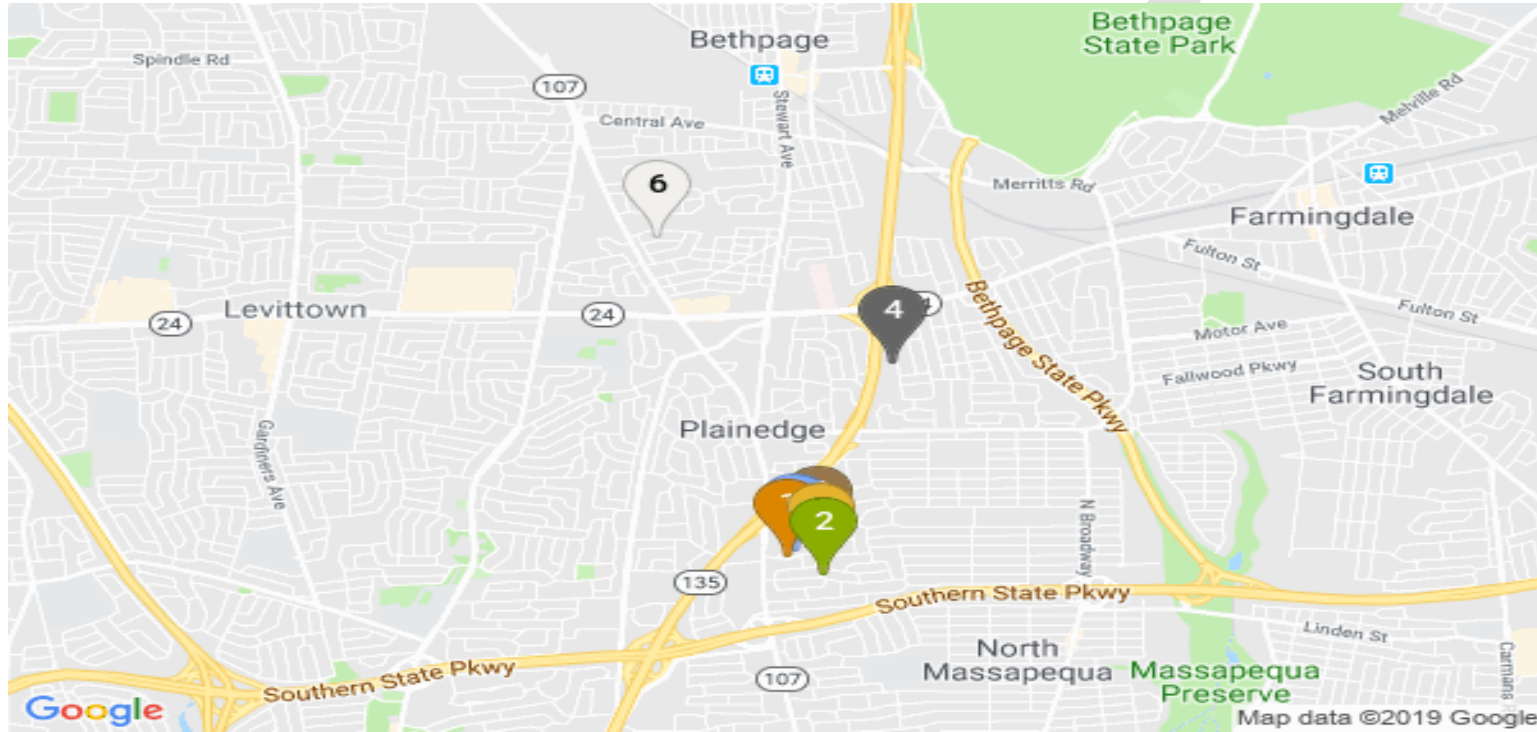 Bethpage
Bethpage
State Park
Spindle Rd
107
Stewart Ave
Central Ave
Melville Rd
Merritts Rd
6
Farmingdale
Fulton St
Levittown
24
24
4
Bethpage State Pkwy
Fulton St
Motor Ave
Fallwood Pkwy
South
Farmingdale
Gardiners Ave
Plainedge
2
N Broadway
135
Southern State Pkwy
Linden St
North
Massapequa
Massapequa
Preserve
Southern State Pkwy
107
Carmans
Google
Map data ©2019 Google